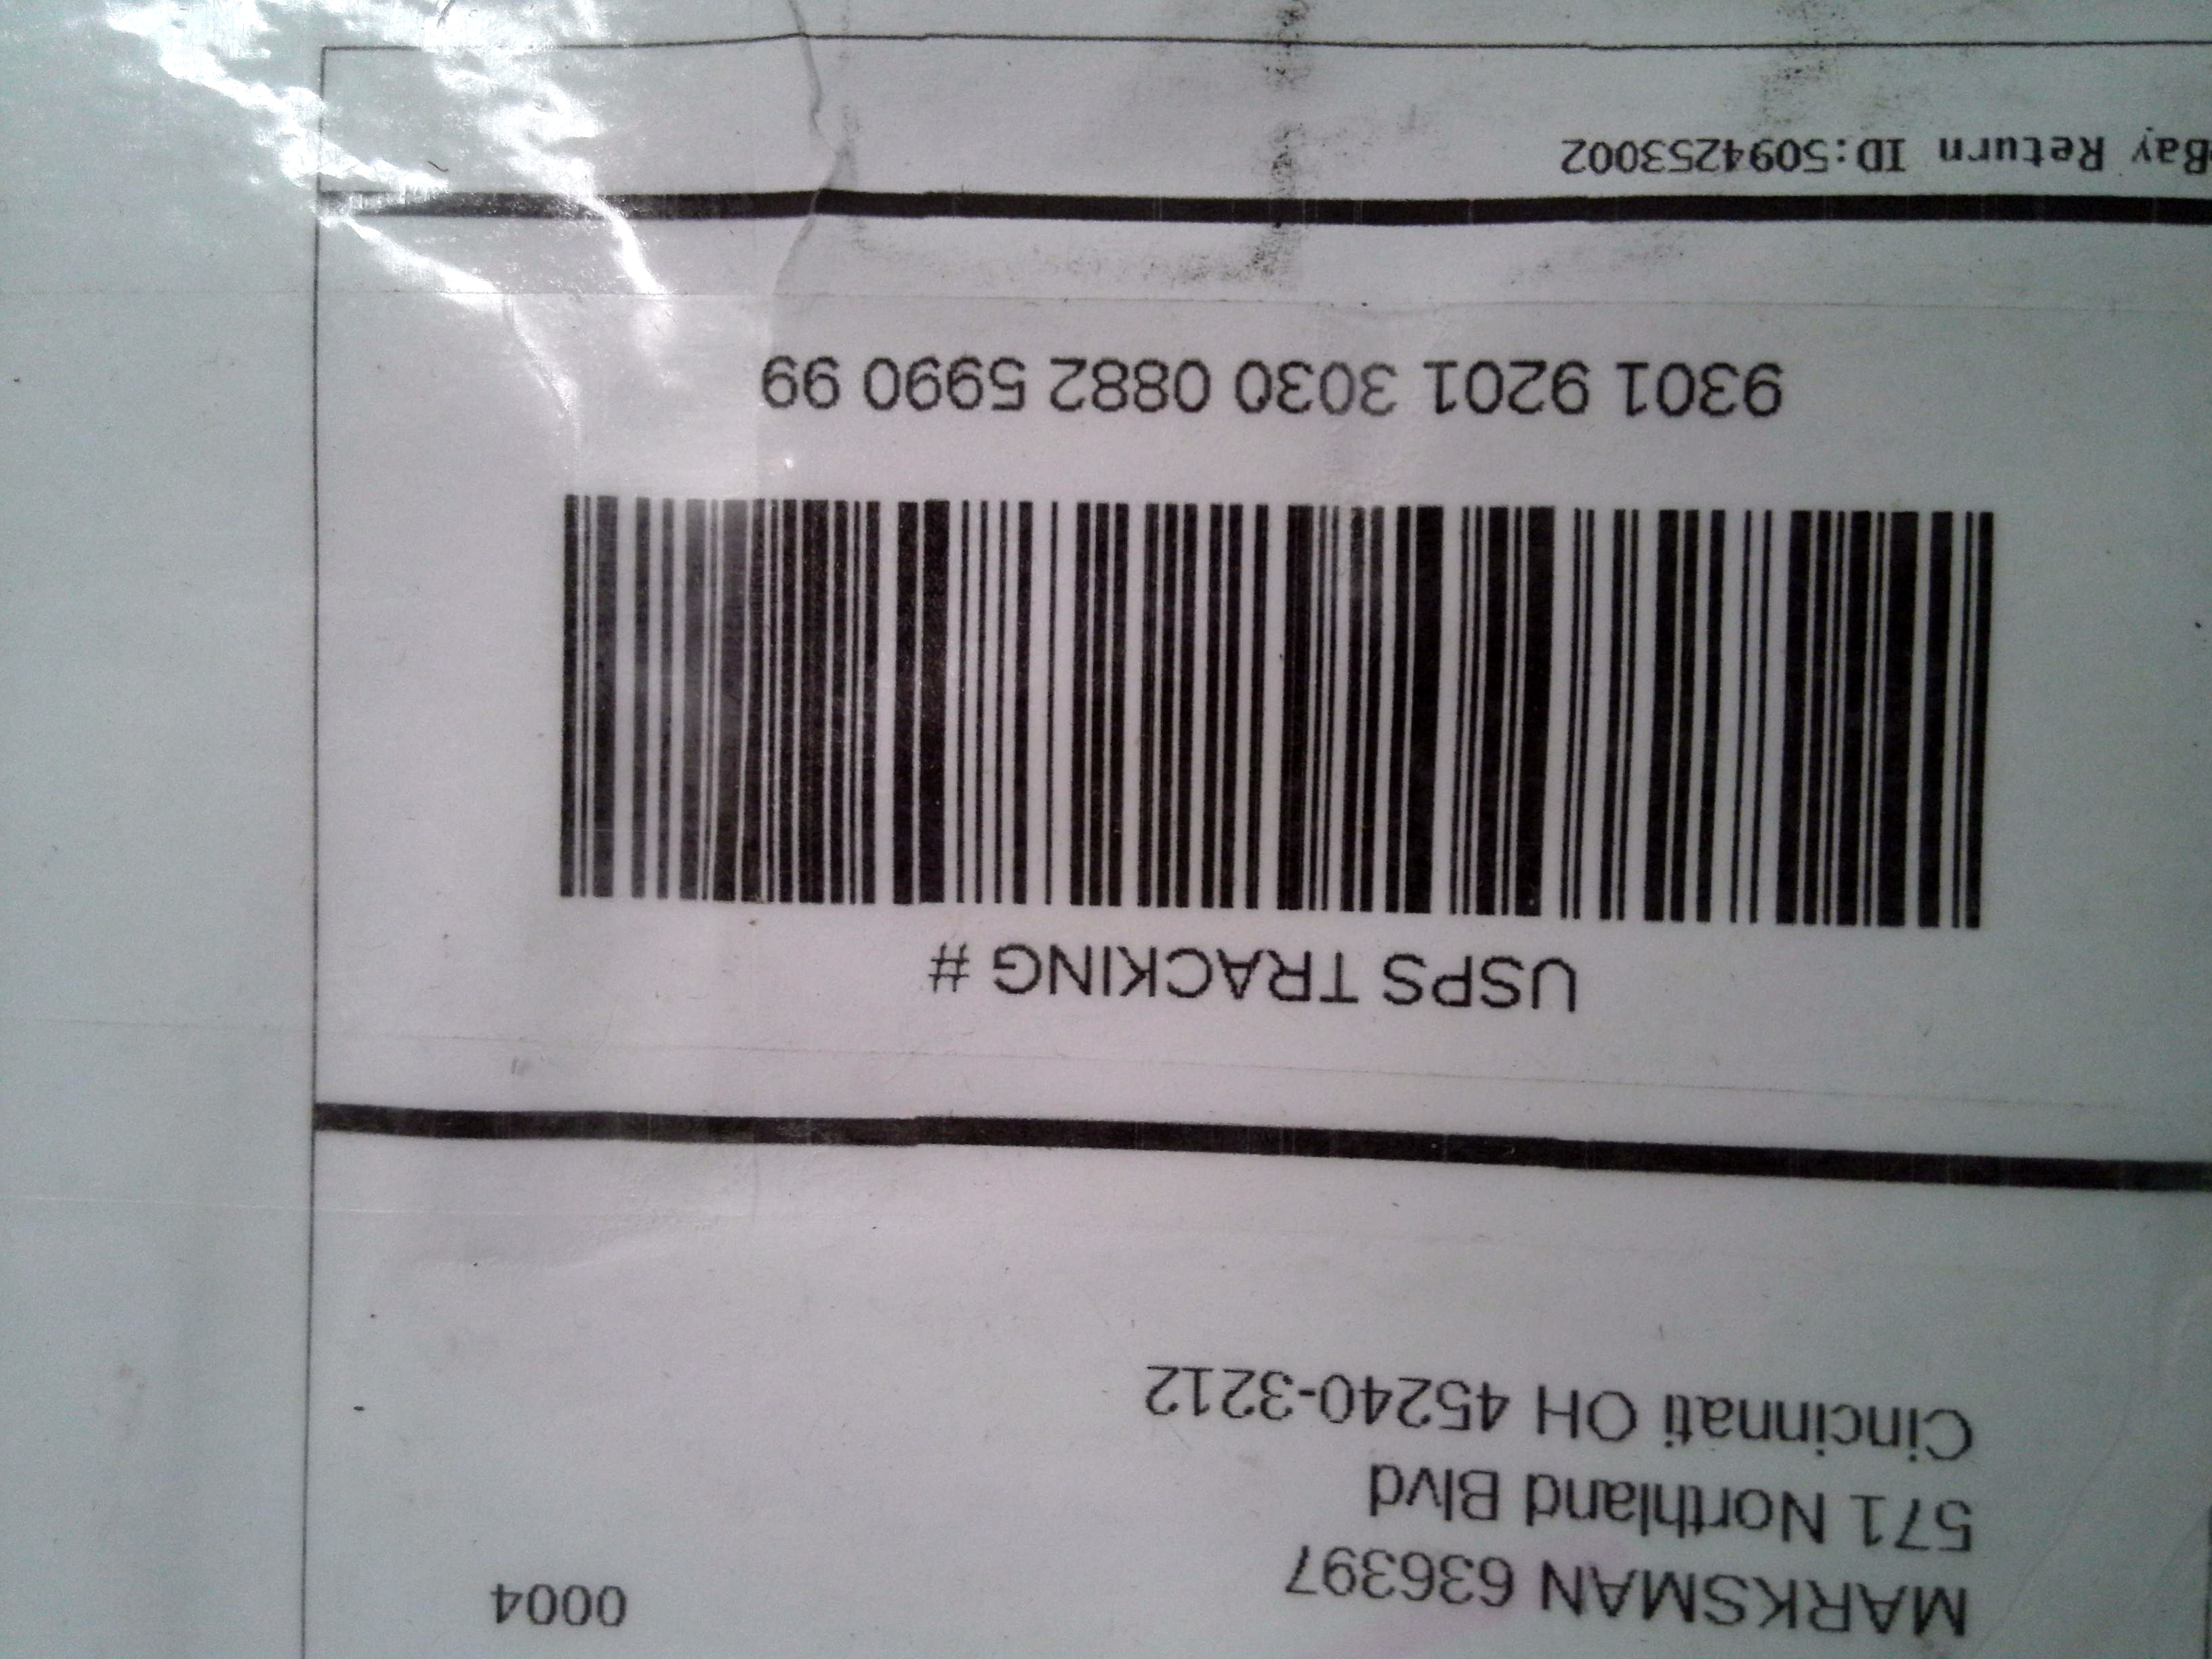 0004
MARKSMAN 636397
571 Northland Blvd
Cincinnati OH 45240-3212
USPS TRACKING #
9301 9201 3030 0882 5990 99
Bay Return ID:5094253002